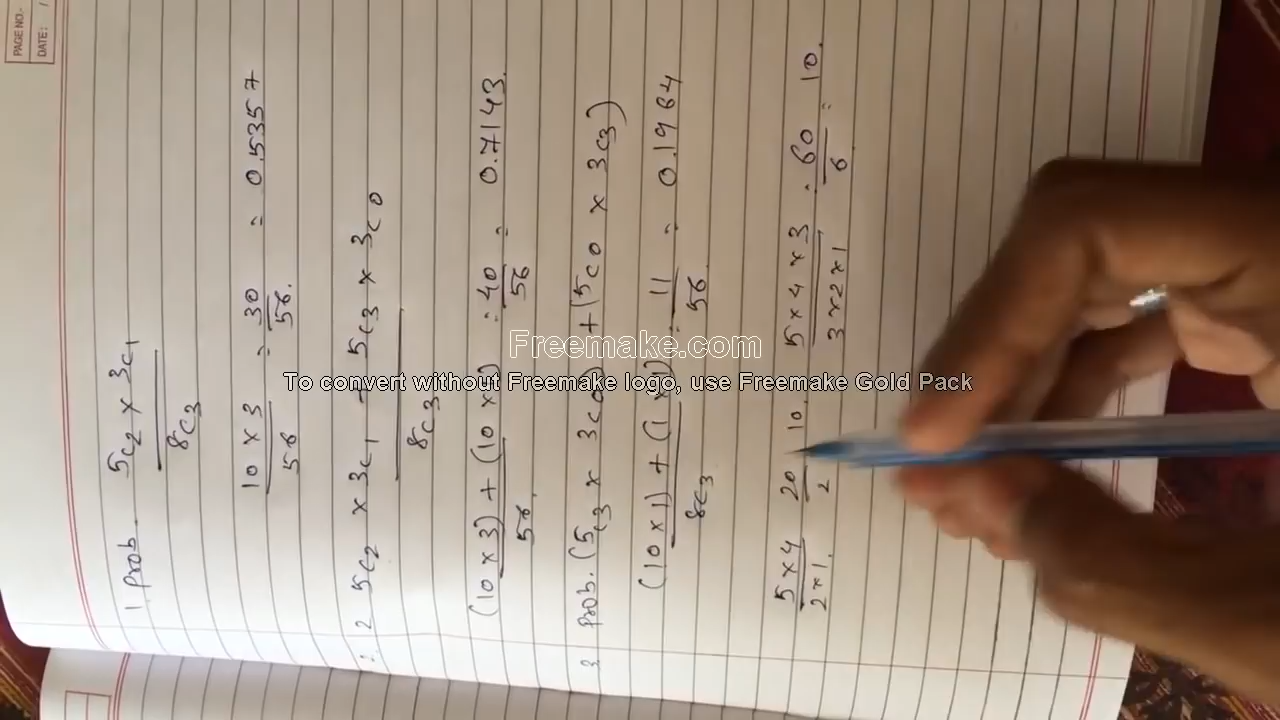 PAGE NO.-
DATE: /
1. Prob. 5C2 x 3C1
8C3
10 x 3 = 30 = 0.5357
56 56.
2. 2 5C2 x 3C1 5C3 x 3C0
8C3
(10 x 3) + (10 x 1) = 40 = 0.7143.
56. 56
3 Prob. (5C3 x 3C0) + (5C0 x 3C3)
(10 x 1) + (1 x 1) = 11 = 0.1964
8C3 56
5 x 4 20 10. 5 x 4 x 3 = 60 = 10.
2 x 1. 2 3 x 2 x 1 6
Freemake.com
To convert without Freemake logo, use Freemake Gold Pack